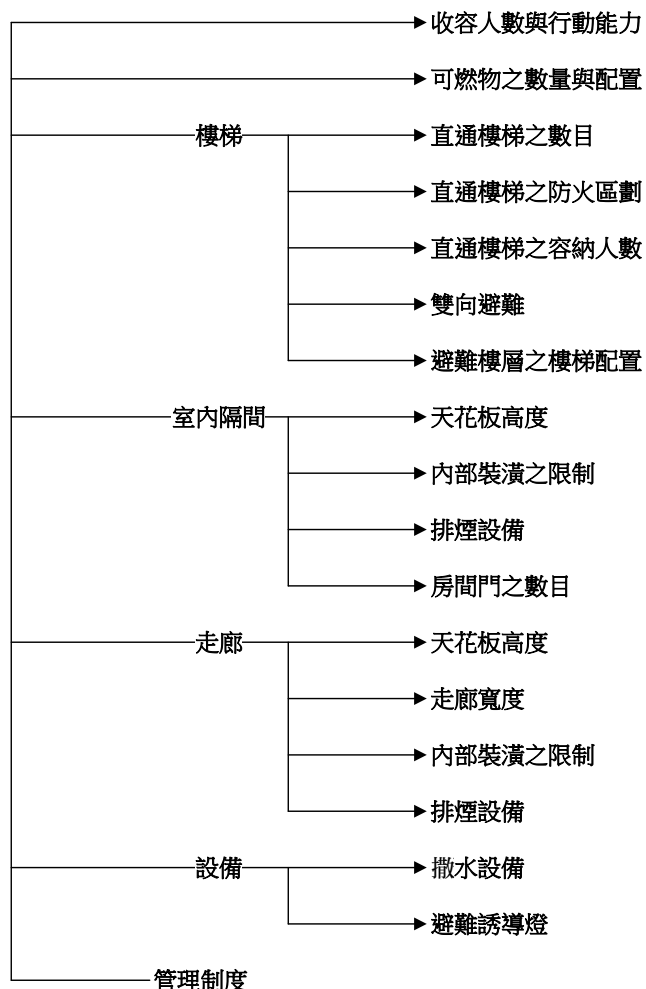 收容人數與行動能力
可燃物之數量與配置
樓梯
直通樓梯之數目
直通樓梯之防火區劃
直通樓梯之容納人數
雙向避難
避難樓層之樓梯配置
室內隔間
天花板高度
內部裝潢之限制
排煙設備
房間門之數目
走廊
天花板高度
走廊寬度
內部裝潢之限制
排煙設備
設備
撒水設備
避難誘導燈
管理制度